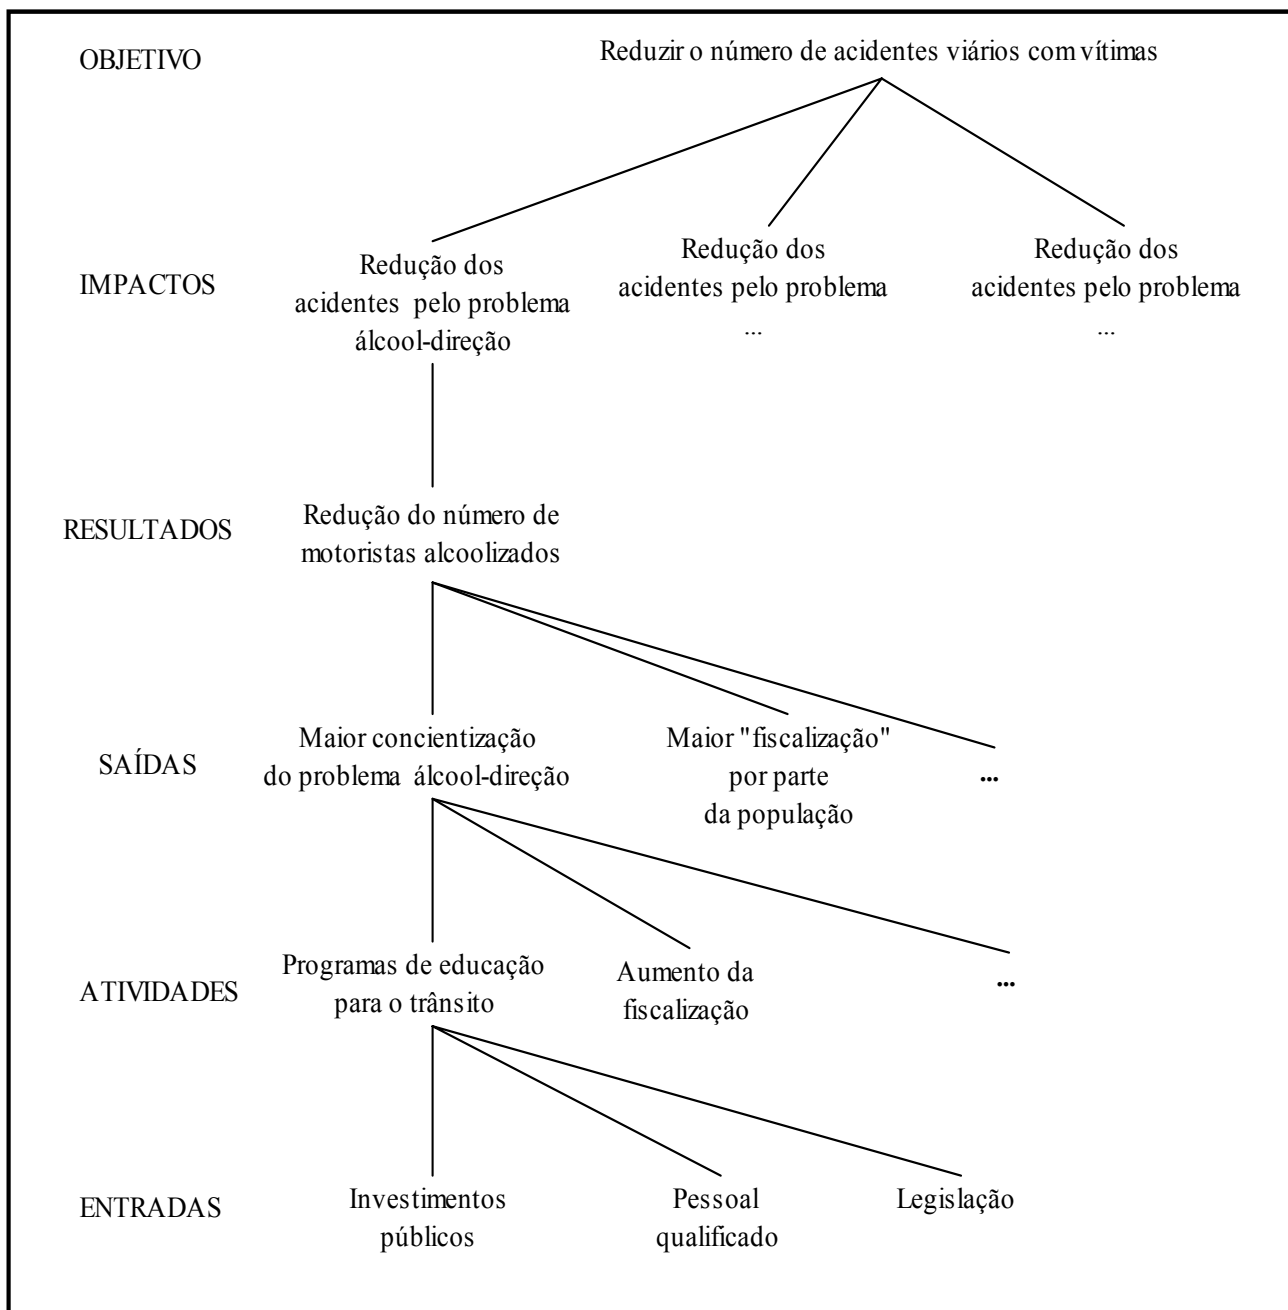 OBJETIVO
Reduzir o número de acidentes viários com vítimas
IMPACTOS
Redução dos
acidentes pelo problema
álcool-direção
Redução dos
acidentes pelo problema
...
Redução dos
acidentes pelo problema
...
RESULTADOS
Redução do número de
motoristas alcoolizados
SAÍDAS
Maior concientização
do problema álcool-direção
Maior "fiscalização"
por parte
da população
...
ATIVIDADES
Programas de educação
para o trânsito
Aumento da
fiscalização
...
ENTRADAS
Investimentos
públicos
Pessoal
qualificado
Legislação